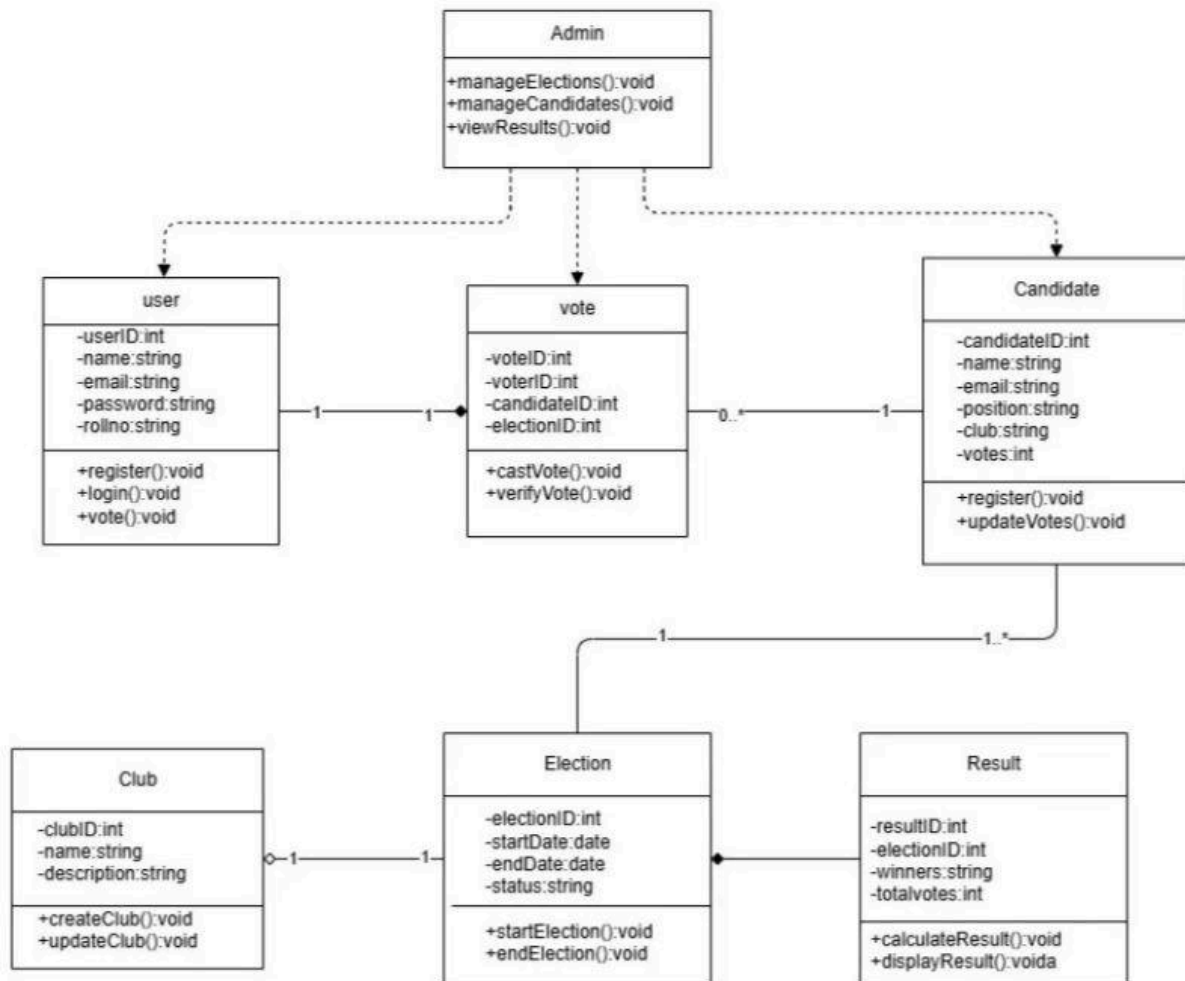 Admin
+manageElections():void
+manageCandidates():void
+viewResults():void
user
-userID:int
-name:string
-email:string
-password:string
-rollno:string
+register():void
+login():void
+vote():void
1
1
vote
-voteID:int
-voterID:int
-candidateID:int
-electionID:int
+castVote():void
+verifyVote():void
0..*
1
Candidate
-candidateID:int
-name:string
-email:string
-position:string
-club:string
-votes:int
+register():void
+updateVotes():void
1
1..*
Club
-clubID:int
-name:string
-description:string
+createClub():void
+updateClub():void
1
1
Election
-electionID:int
-startDate:date
-endDate:date
-status:string
+startElection():void
+endElection():void
Result
-resultID:int
-electionID:int
-winners:string
-totalvotes:int
+calculateResult():void
+displayResult():voida